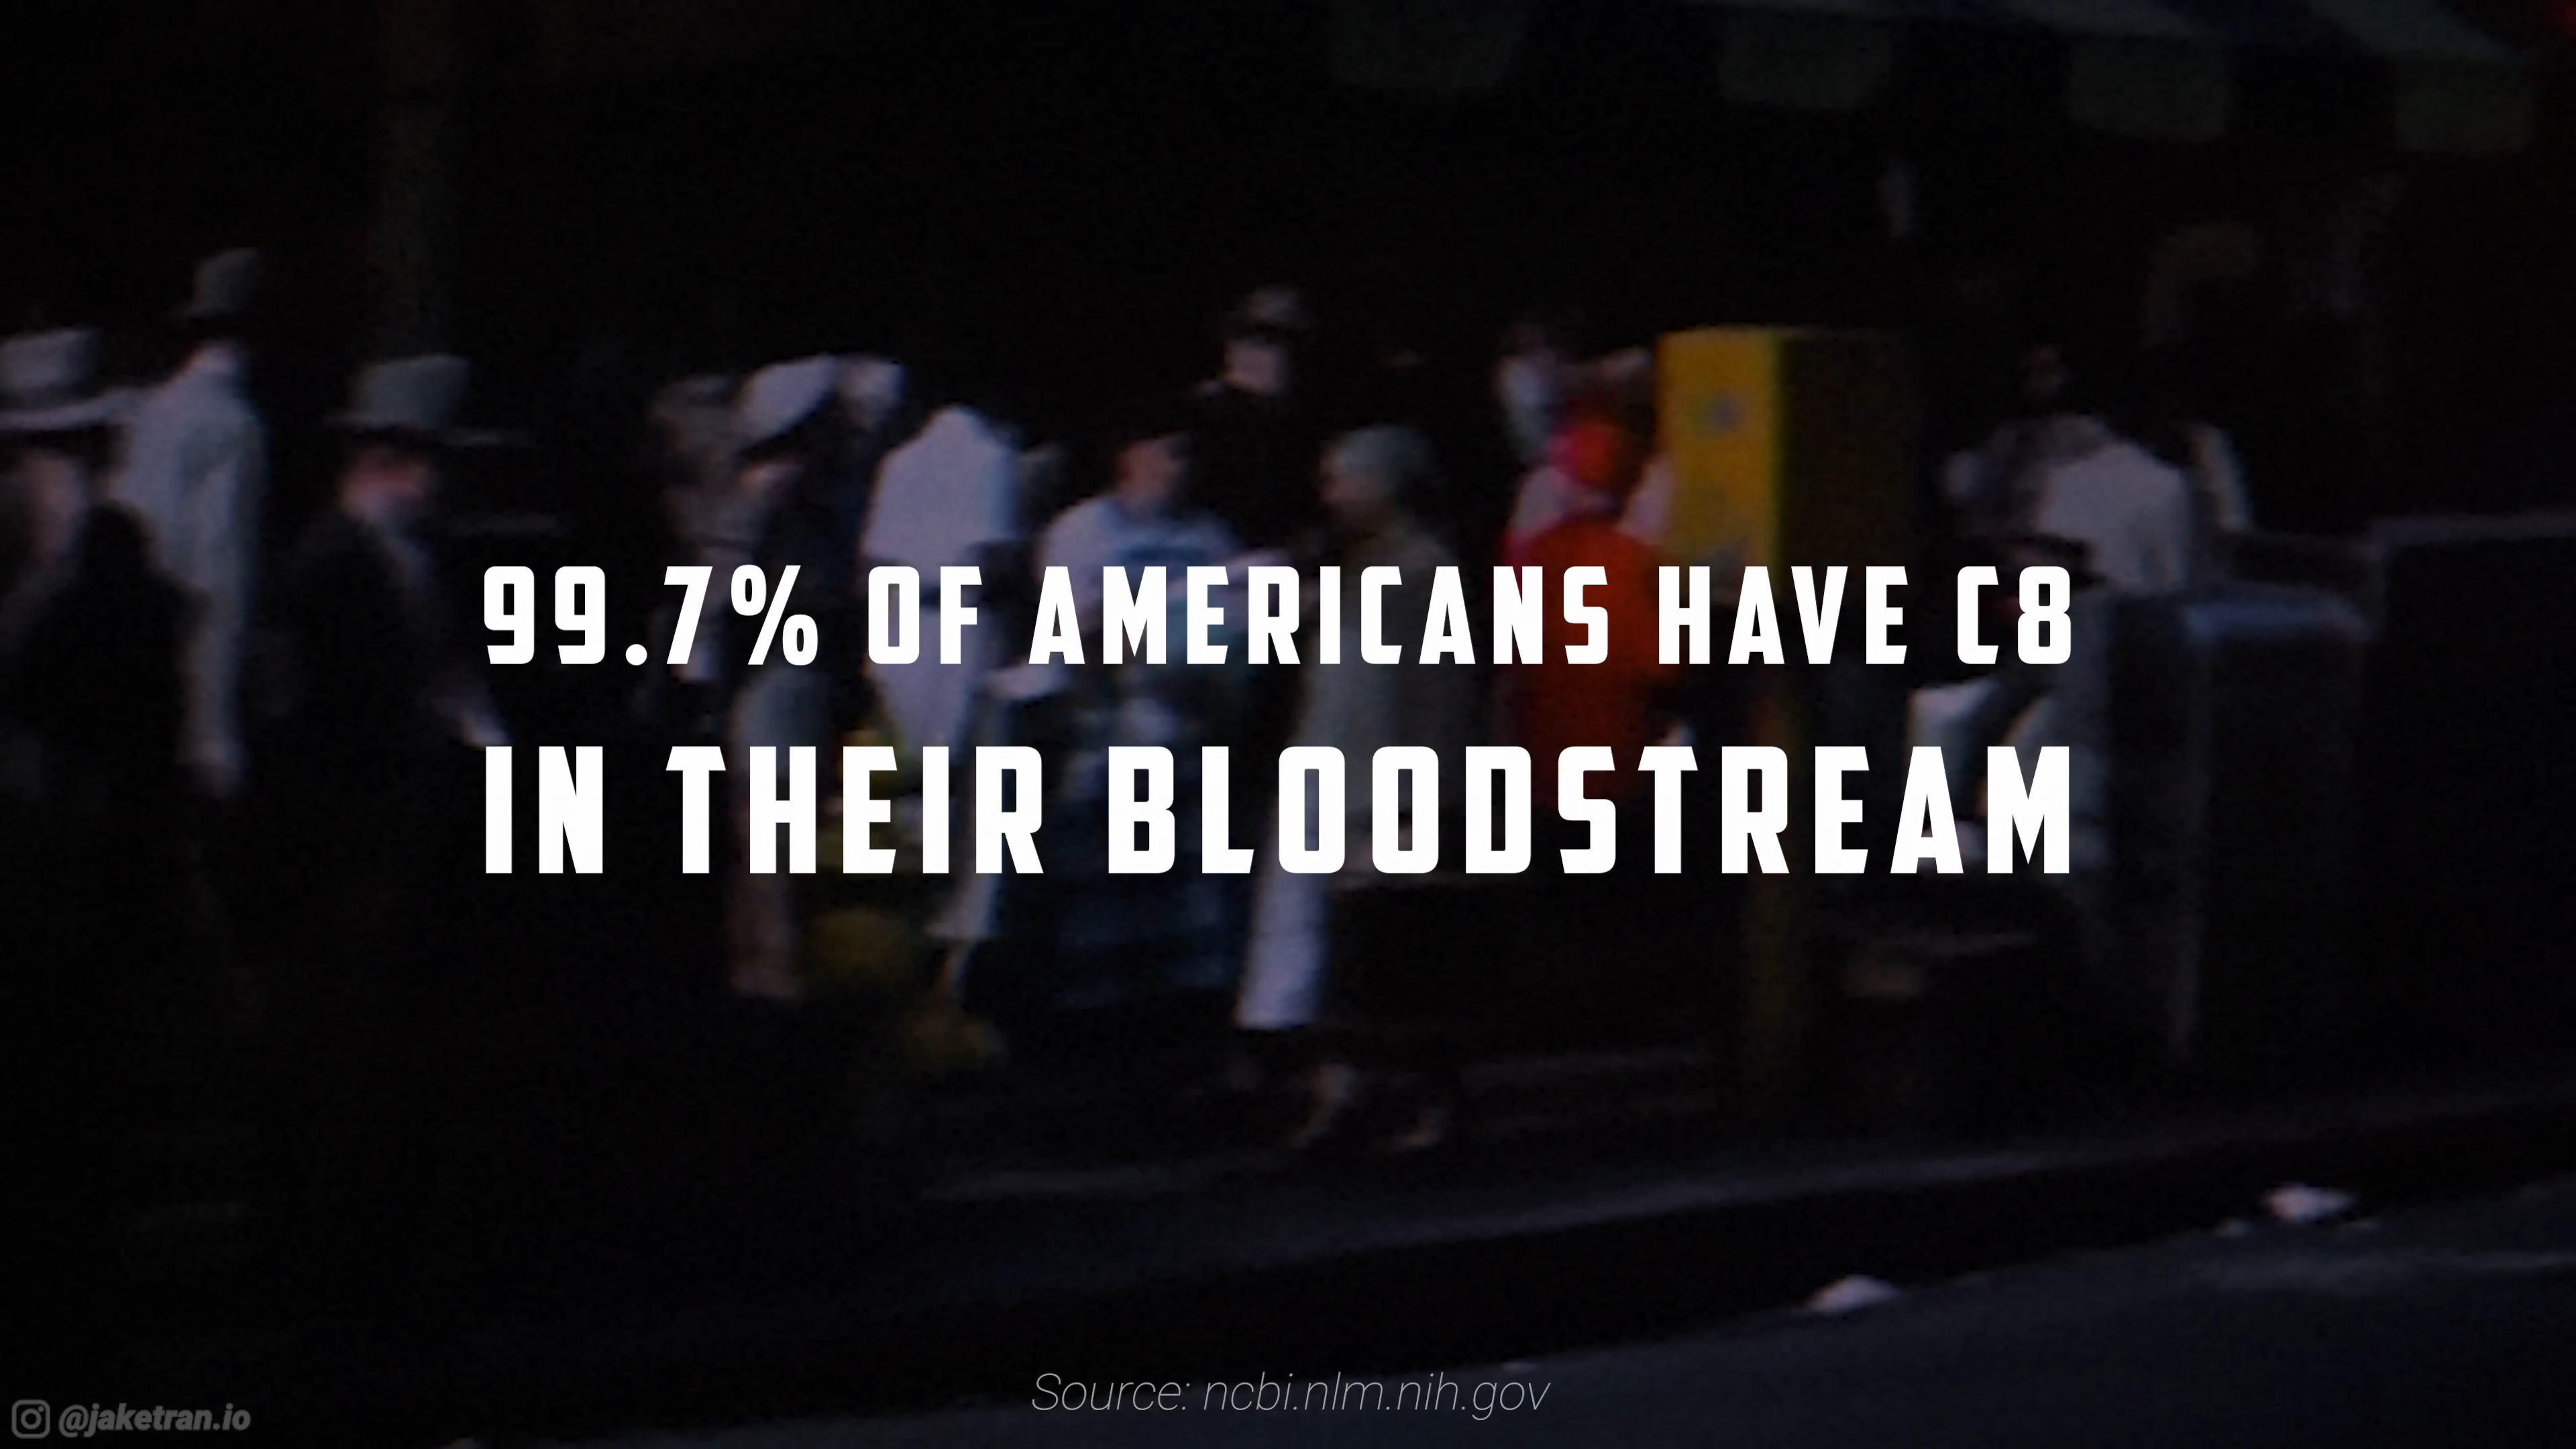 99.7% OF AMERICANS HAVE C8
IN THEIR BLOODSTREAM
Source: ncbi.nlm.nih.gov
@jaketran.io